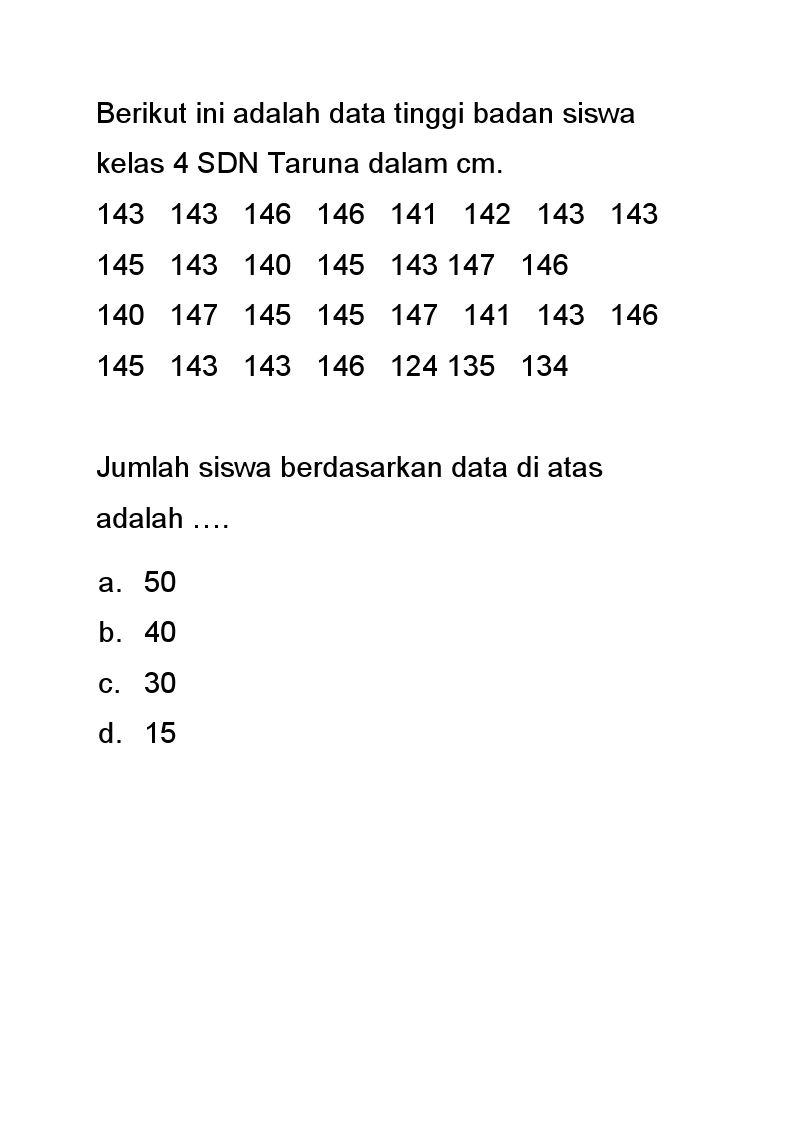 Berikut ini adalah data tinggi badan siswa
kelas 4 SDN Taruna dalam cm.
143 143 146 146 141 142 143 143
145 143 140 145 143 147 146
140 147 145 145 147 141 143 146
145 143 143 146 124 135 134
Jumlah siswa berdasarkan data di atas
adalah ….
a. 50
b. 40
c. 30
d. 15